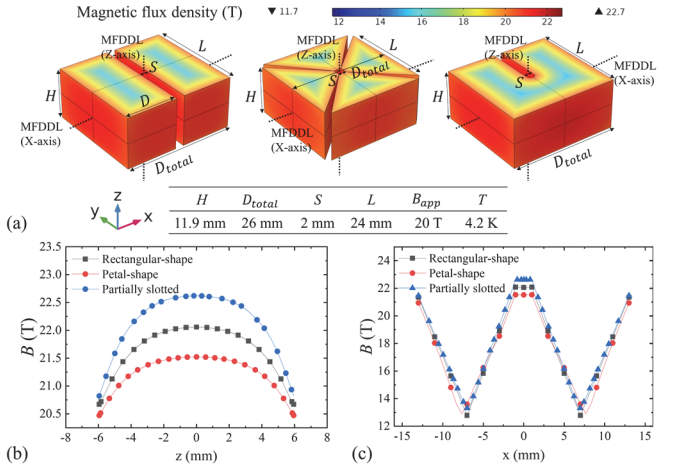 Magnetic flux density (T) ▼ 11.7 12 14 16 18 20 22 ▲ 22.7
MFDDL
(Z-axis)
S
L
H
D
MFDDL
(X-axis)
D_total
MFDDL
(Z-axis)
L
S
D_total
H
MFDDL
(X-axis)
MFDDL
(Z-axis)
L
S
H
MFDDL
(X-axis)
D_total
z
y
x
H D_total S L B_app T
11.9 mm 26 mm 2 mm 24 mm 20 T 4.2 K
(a)
23.5
23.0
22.5
22.0
21.5
21.0
20.5
B (T)
Rectangular-shape
Petal-shape
Partially slotted
-8 -6 -4 -2 0 2 4 6 8
z (mm)
(b)
24
22
20
18
16
14
12
B (T)
Rectangular-shape
Petal-shape
Partially slotted
-15 -10 -5 0 5 10 15
x (mm)
(c)